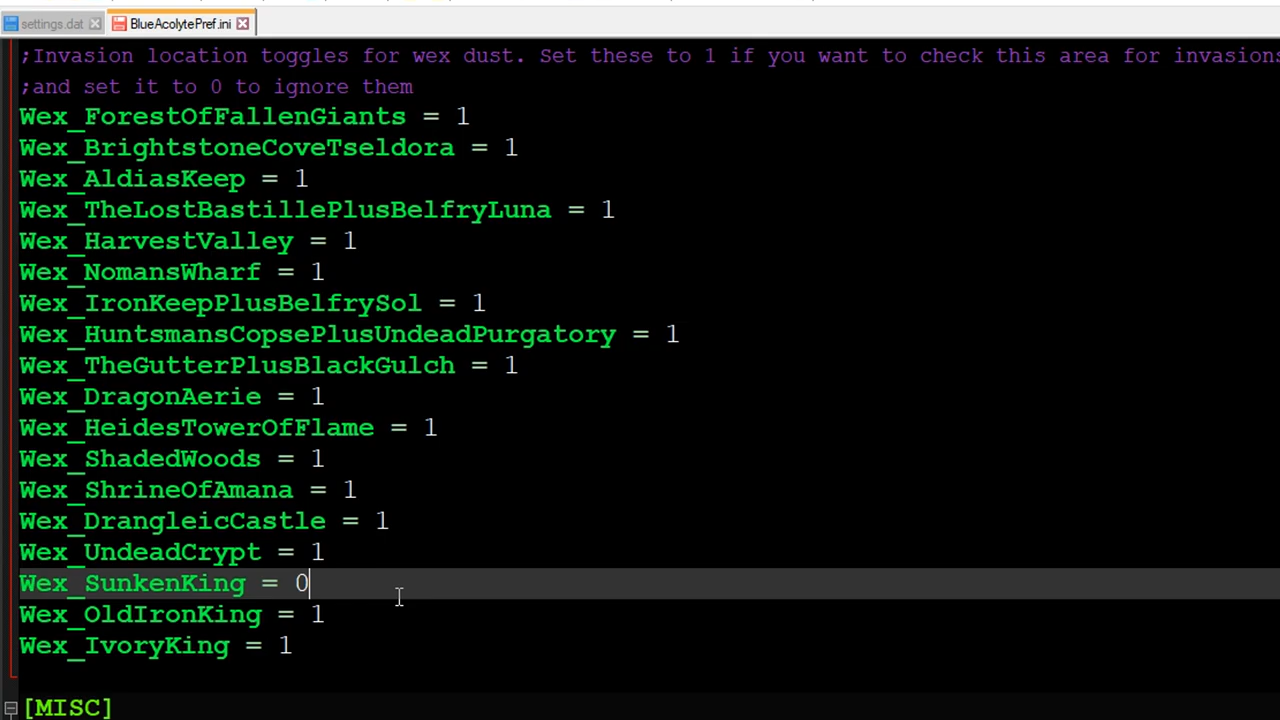 settings.dat BlueAcolytePref.ini
;Invasion location toggles for wex dust. Set these to 1 if you want to check this area for invasions
;and set it to 0 to ignore them
Wex_ForestOfFallenGiants = 1
Wex_BrightstoneCoveTseldora = 1
Wex_AldiasKeep = 1
Wex_TheLostBastillePlusBelfryLuna = 1
Wex_HarvestValley = 1
Wex_NomansWharf = 1
Wex_IronKeepPlusBelfrySol = 1
Wex_HuntsmansCopsePlusUndeadPurgatory = 1
Wex_TheGutterPlusBlackGulch = 1
Wex_DragonAerie = 1
Wex_HeidesTowerOfFlame = 1
Wex_ShadedWoods = 1
Wex_ShrineOfAmana = 1
Wex_DrangleicCastle = 1
Wex_UndeadCrypt = 1
Wex_SunkenKing = 0
Wex_OldIronKing = 1
Wex_IvoryKing = 1
[MISC]